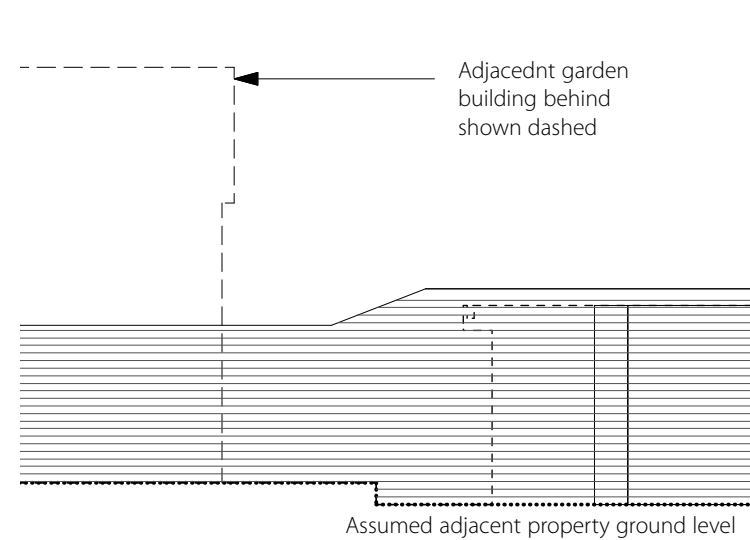 Adjacednt garden
building behind
shown dashed
Assumed adjacent property ground level